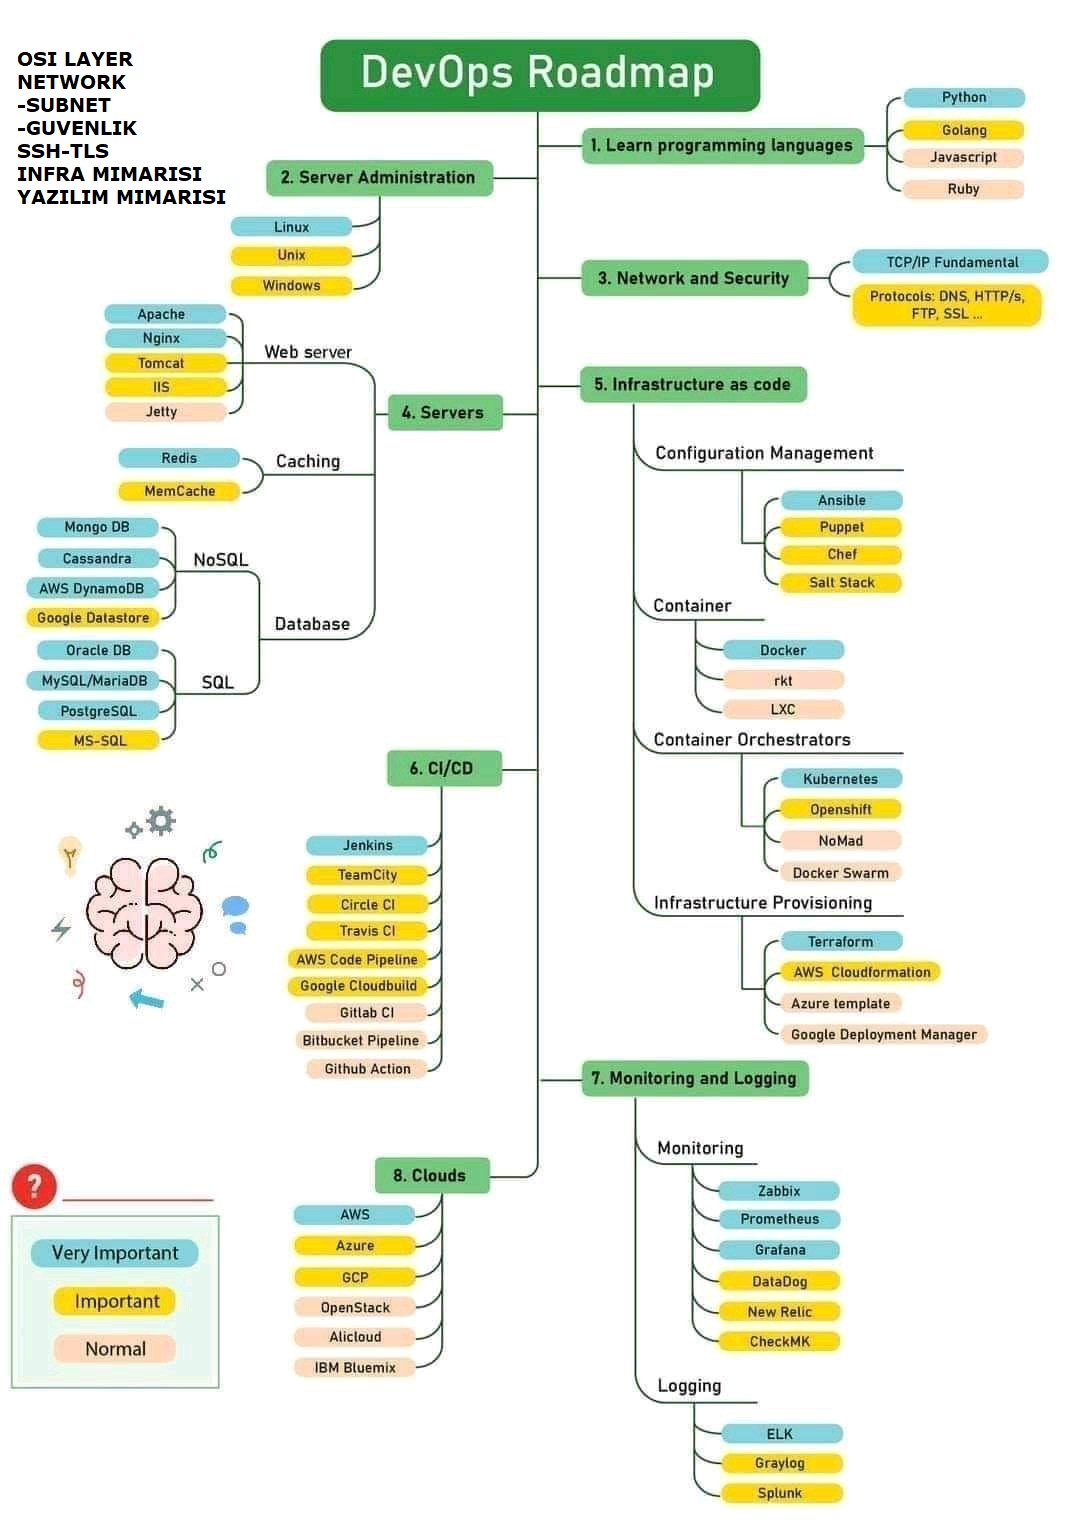 OSI LAYER
NETWORK
-SUBNET
-GUVENLIK
SSH-TLS
INFRA MIMARISI
YAZILIM MIMARISI
DevOps Roadmap
1. Learn programming languages
Python
Golang
Javascript
Ruby
2. Server Administration
Linux
Unix
Windows
3. Network and Security
TCP/IP Fundamental
Protocols: DNS, HTTP/s,
FTP, SSL ...
4. Servers
Web server
Apache
Nginx
Tomcat
IIS
Jetty
Caching
Redis
MemCache
Database
NoSQL
Mongo DB
Cassandra
AWS DynamoDB
Google Datastore
SQL
Oracle DB
MySQL/MariaDB
PostgreSQL
MS-SQL
5. Infrastructure as code
Configuration Management
Ansible
Puppet
Chef
Salt Stack
Container
Docker
rkt
LXC
Container Orchestrators
Kubernetes
Openshift
NoMad
Docker Swarm
Infrastructure Provisioning
Terraform
AWS Cloudformation
Azure template
Google Deployment Manager
6. CI/CD
Jenkins
TeamCity
Circle CI
Travis CI
AWS Code Pipeline
Google Cloudbuild
Gitlab CI
Bitbucket Pipeline
Github Action
7. Monitoring and Logging
Monitoring
Zabbix
Prometheus
Grafana
DataDog
New Relic
CheckMK
Logging
ELK
Graylog
Splunk
8. Clouds
AWS
Azure
GCP
OpenStack
Alicloud
IBM Bluemix
?
Very Important
Important
Normal